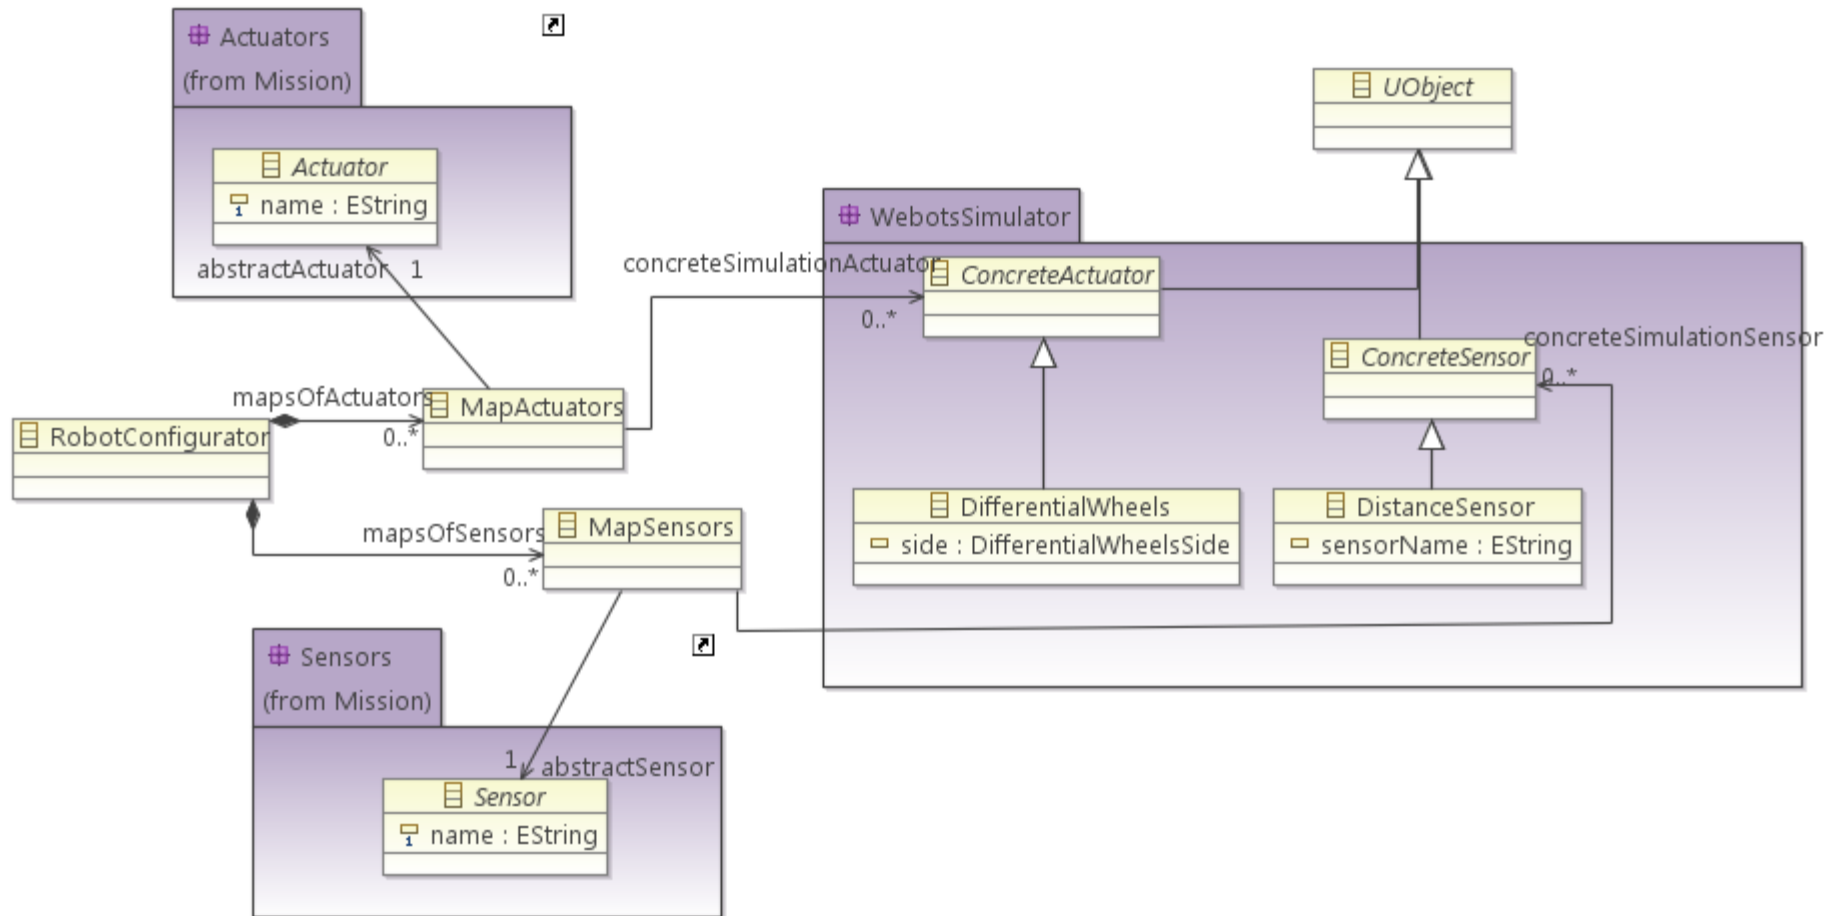 Actuators
(from Mission)
Actuator
name : EString
abstractActuator
1
UObject
WebotsSimulator
concreteSimulationActuator
0..*
ConcreteActuator
concreteSimulationSensor
0..*
ConcreteSensor
mapsOfActuators
0..*
MapActuators
RobotConfigurator
mapsOfSensors
0..*
MapSensors
DifferentialWheels
side : DifferentialWheelsSide
DistanceSensor
sensorName : EString
Sensors
(from Mission)
1
abstractSensor
Sensor
name : EString